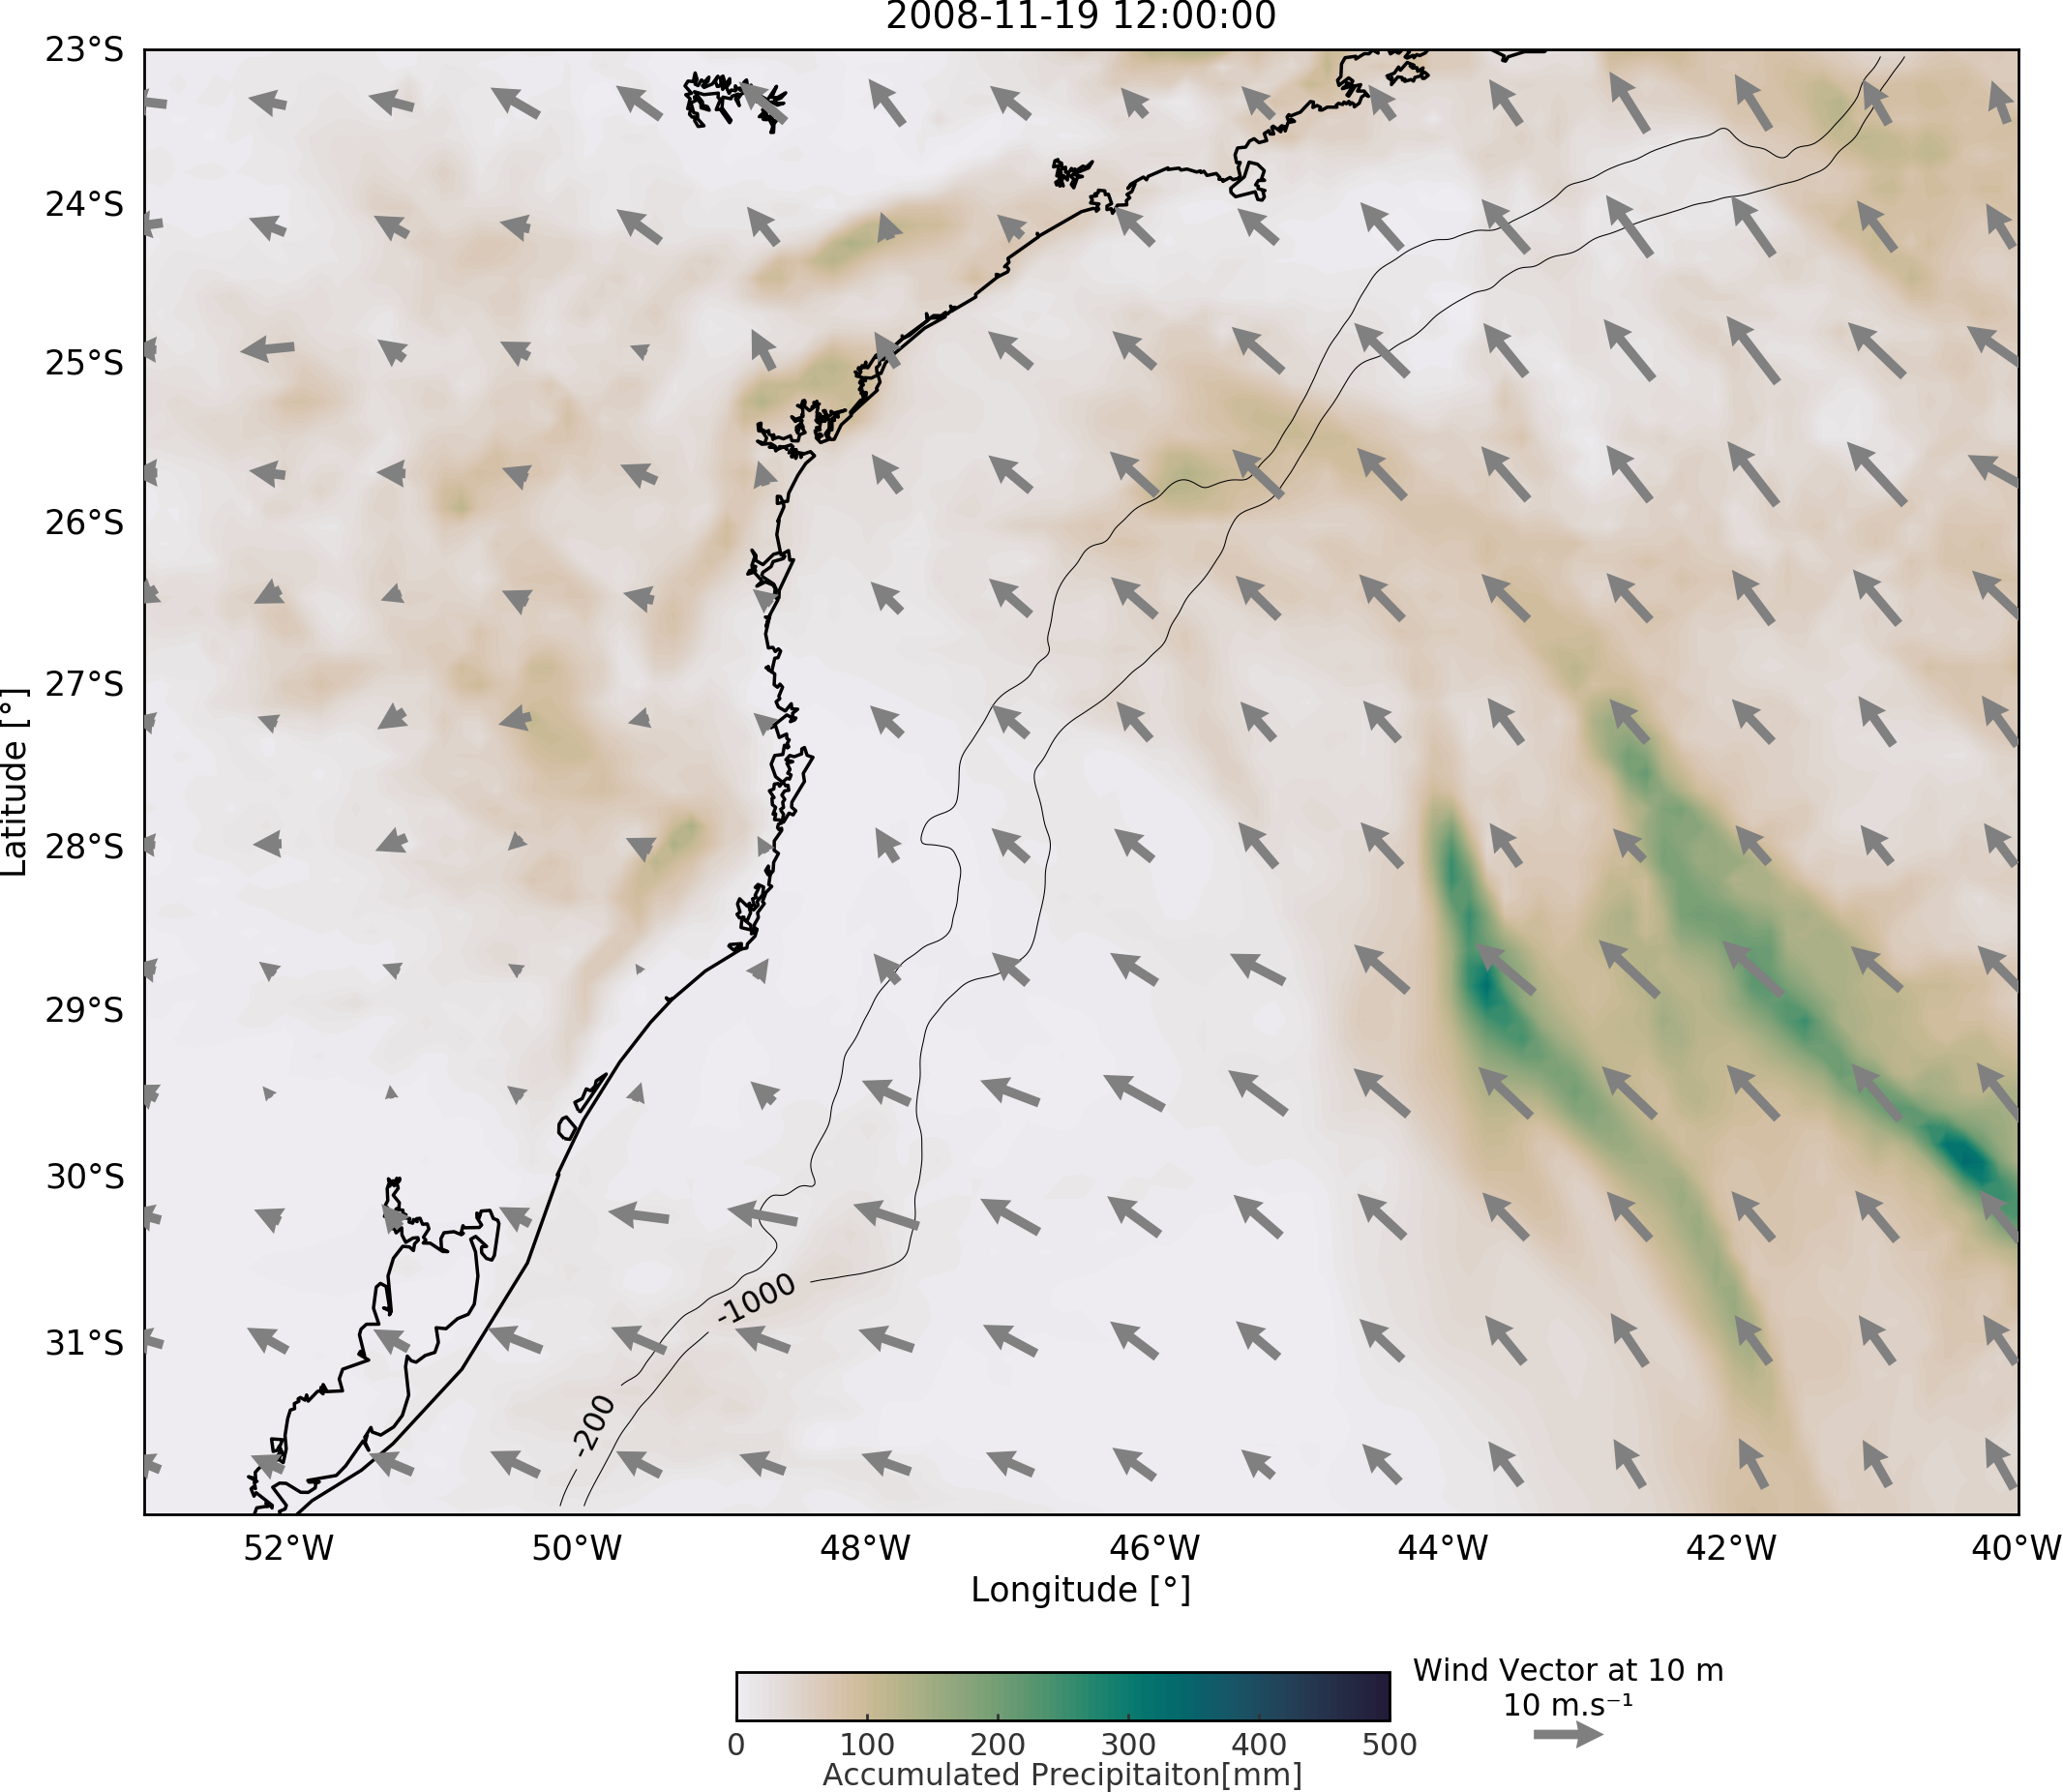 2008-11-19 12:00:00
23°S
24°S
25°S
26°S
27°S
28°S
29°S
30°S
31°S
Latitude [°]
-1000
-200
52°W 50°W 48°W 46°W 44°W 42°W 40°W
Longitude [°]
Wind Vector at 10 m
10 m.s⁻¹
0 100 200 300 400 500
Accumulated Precipitaiton[mm]